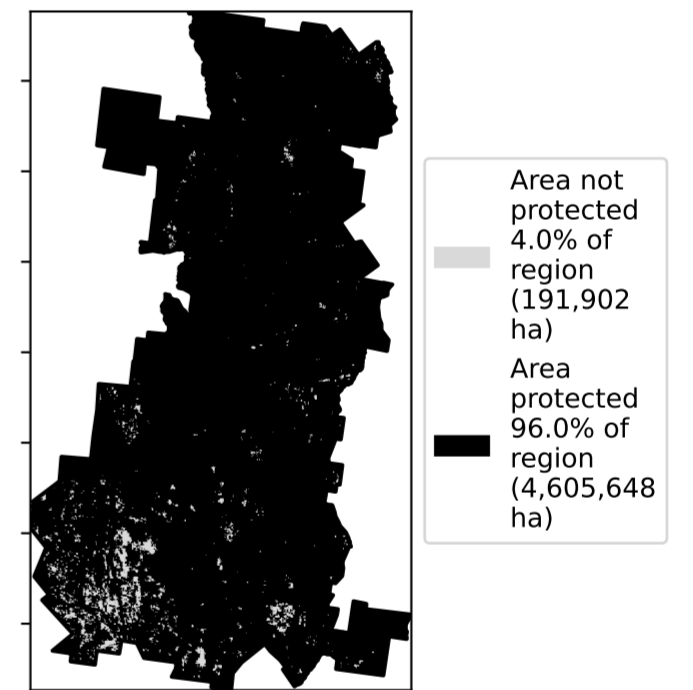 Area not
protected
4.0% of
region
(191,902
ha)
Area
protected
96.0% of
region
(4,605,648
ha)